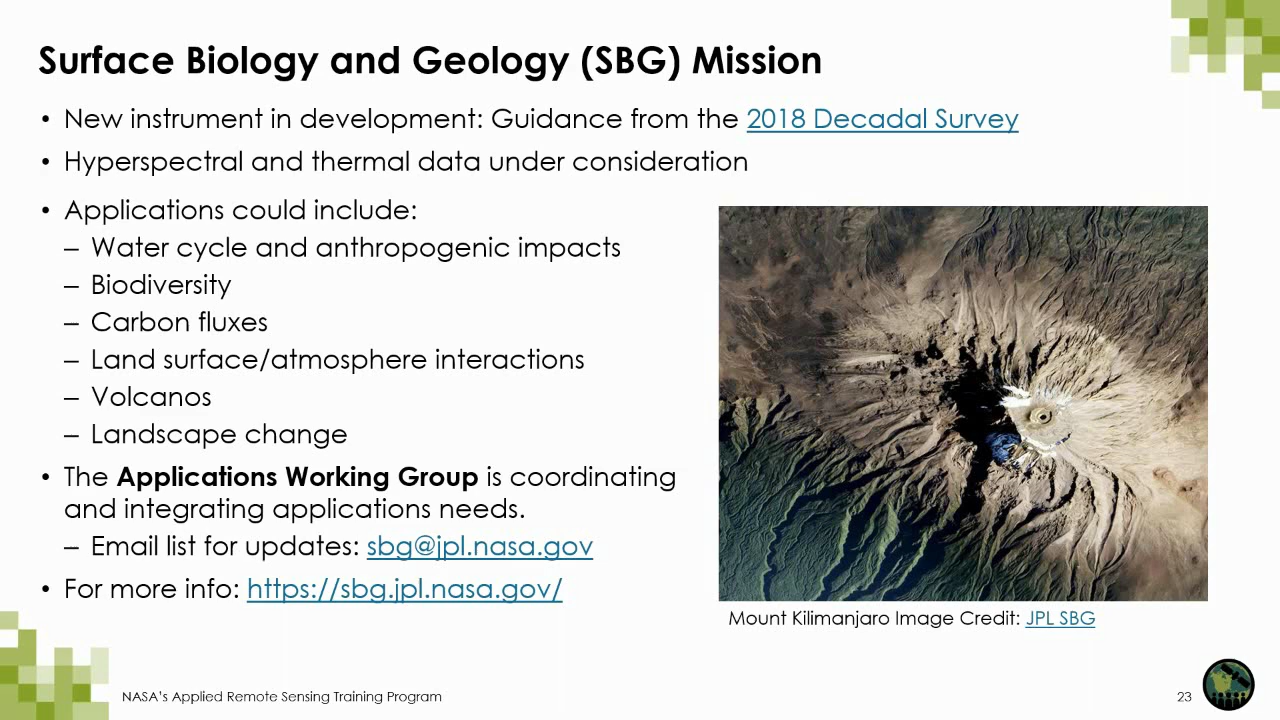 Surface Biology and Geology (SBG) Mission
• New instrument in development: Guidance from the 2018 Decadal Survey
• Hyperspectral and thermal data under consideration
• Applications could include:
– Water cycle and anthropogenic impacts
– Biodiversity
– Carbon fluxes
– Land surface/atmosphere interactions
– Volcanos
– Landscape change
• The Applications Working Group is coordinating
and integrating applications needs.
– Email list for updates: sbg@jpl.nasa.gov
• For more info: https://sbg.jpl.nasa.gov/
Mount Kilimanjaro Image Credit: JPL SBG
NASA's Applied Remote Sensing Training Program
23